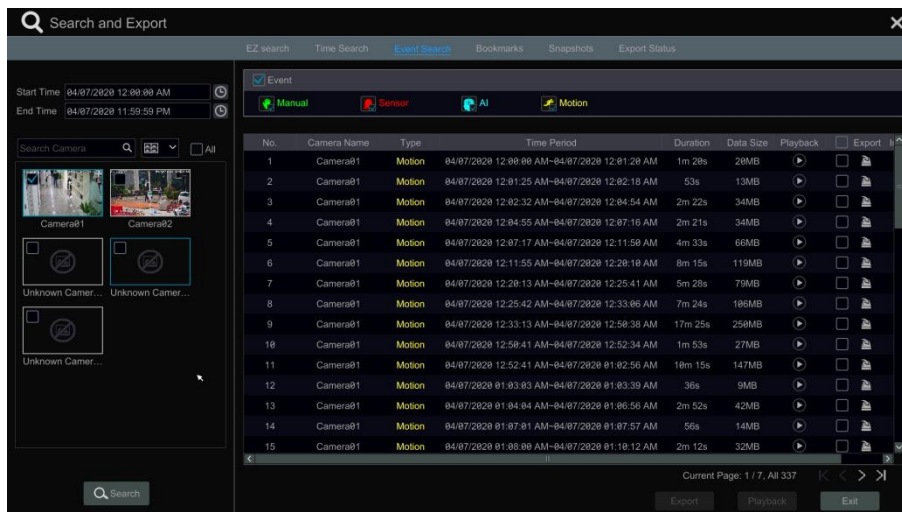 Search and Export
EZ search Time Search Event Search Bookmarks Snapshots Export Status
Start Time 04/07/2020 12:00:00 AM
End Time 04/07/2020 11:59:59 PM
Search Camera
All
Camera01 Camera02
Unknown Camer... Unknown Camer...
Unknown Camer...
Search
Event
Manual Sensor AI Motion
No. Camera Name Type Time Period Duration Data Size Playback Export
1 Camera01 Motion 04/07/2020 12:00:00 AM~04/07/2020 12:01:20 AM 1m 20s 20MB
2 Camera01 Motion 04/07/2020 12:01:25 AM~04/07/2020 12:02:18 AM 53s 13MB
3 Camera01 Motion 04/07/2020 12:02:32 AM~04/07/2020 12:04:54 AM 2m 22s 34MB
4 Camera01 Motion 04/07/2020 12:04:55 AM~04/07/2020 12:07:16 AM 2m 21s 34MB
5 Camera01 Motion 04/07/2020 12:07:17 AM~04/07/2020 12:11:50 AM 4m 33s 66MB
6 Camera01 Motion 04/07/2020 12:11:55 AM~04/07/2020 12:20:10 AM 8m 15s 119MB
7 Camera01 Motion 04/07/2020 12:20:13 AM~04/07/2020 12:25:41 AM 5m 28s 79MB
8 Camera01 Motion 04/07/2020 12:25:42 AM~04/07/2020 12:33:06 AM 7m 24s 106MB
9 Camera01 Motion 04/07/2020 12:33:13 AM~04/07/2020 12:50:38 AM 17m 25s 250MB
10 Camera01 Motion 04/07/2020 12:50:41 AM~04/07/2020 12:52:34 AM 1m 53s 27MB
11 Camera01 Motion 04/07/2020 12:52:41 AM~04/07/2020 01:02:56 AM 10m 15s 147MB
12 Camera01 Motion 04/07/2020 01:03:03 AM~04/07/2020 01:03:39 AM 36s 9MB
13 Camera01 Motion 04/07/2020 01:04:04 AM~04/07/2020 01:06:56 AM 2m 52s 42MB
14 Camera01 Motion 04/07/2020 01:07:01 AM~04/07/2020 01:07:57 AM 56s 14MB
15 Camera01 Motion 04/07/2020 01:08:00 AM~04/07/2020 01:10:12 AM 2m 12s 32MB
Current Page: 1 / 7, All 337
Export Playback Exit